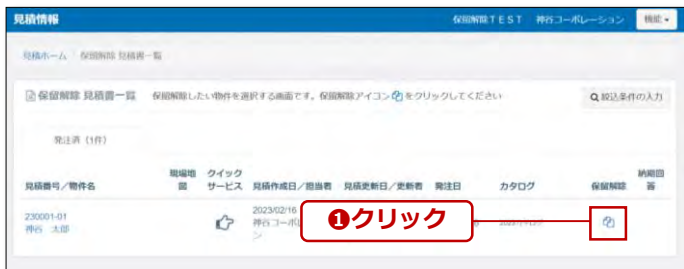 見積情報
保留解除TEST 神谷コーポレーション 機能
見積ホーム 保留解除 見積書一覧
保留解除 見積書一覧 保留解除したい物件を選択する画面です。保留解除アイコンをクリックしてください 絞込条件の入力
発注済 (1件)
見積番号/物件名 現場地図 クイックサービス 見積作成日/担当者 見積更新日/更新者 発注日 カタログ 保留解除 納期回答
230001-01
神谷 太郎
2023/02/16
神谷コーポ
ン
❶クリック